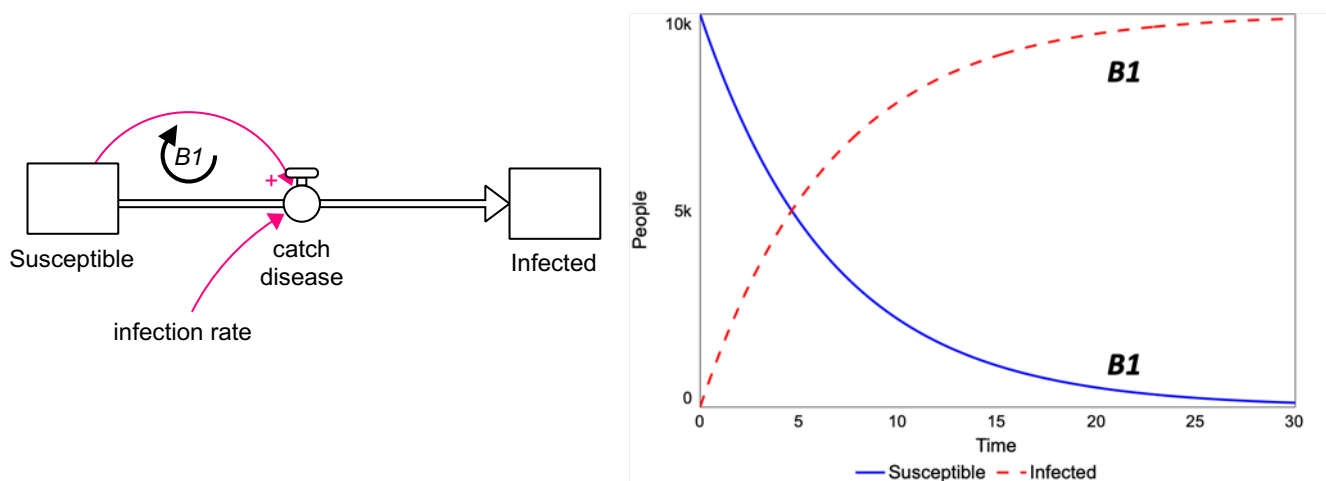 B1
+
Susceptible
catch
disease
Infected
infection rate
10k
5k
0
People
B1
B1
0 5 10 15 20 25 30
Time
Susceptible Infected